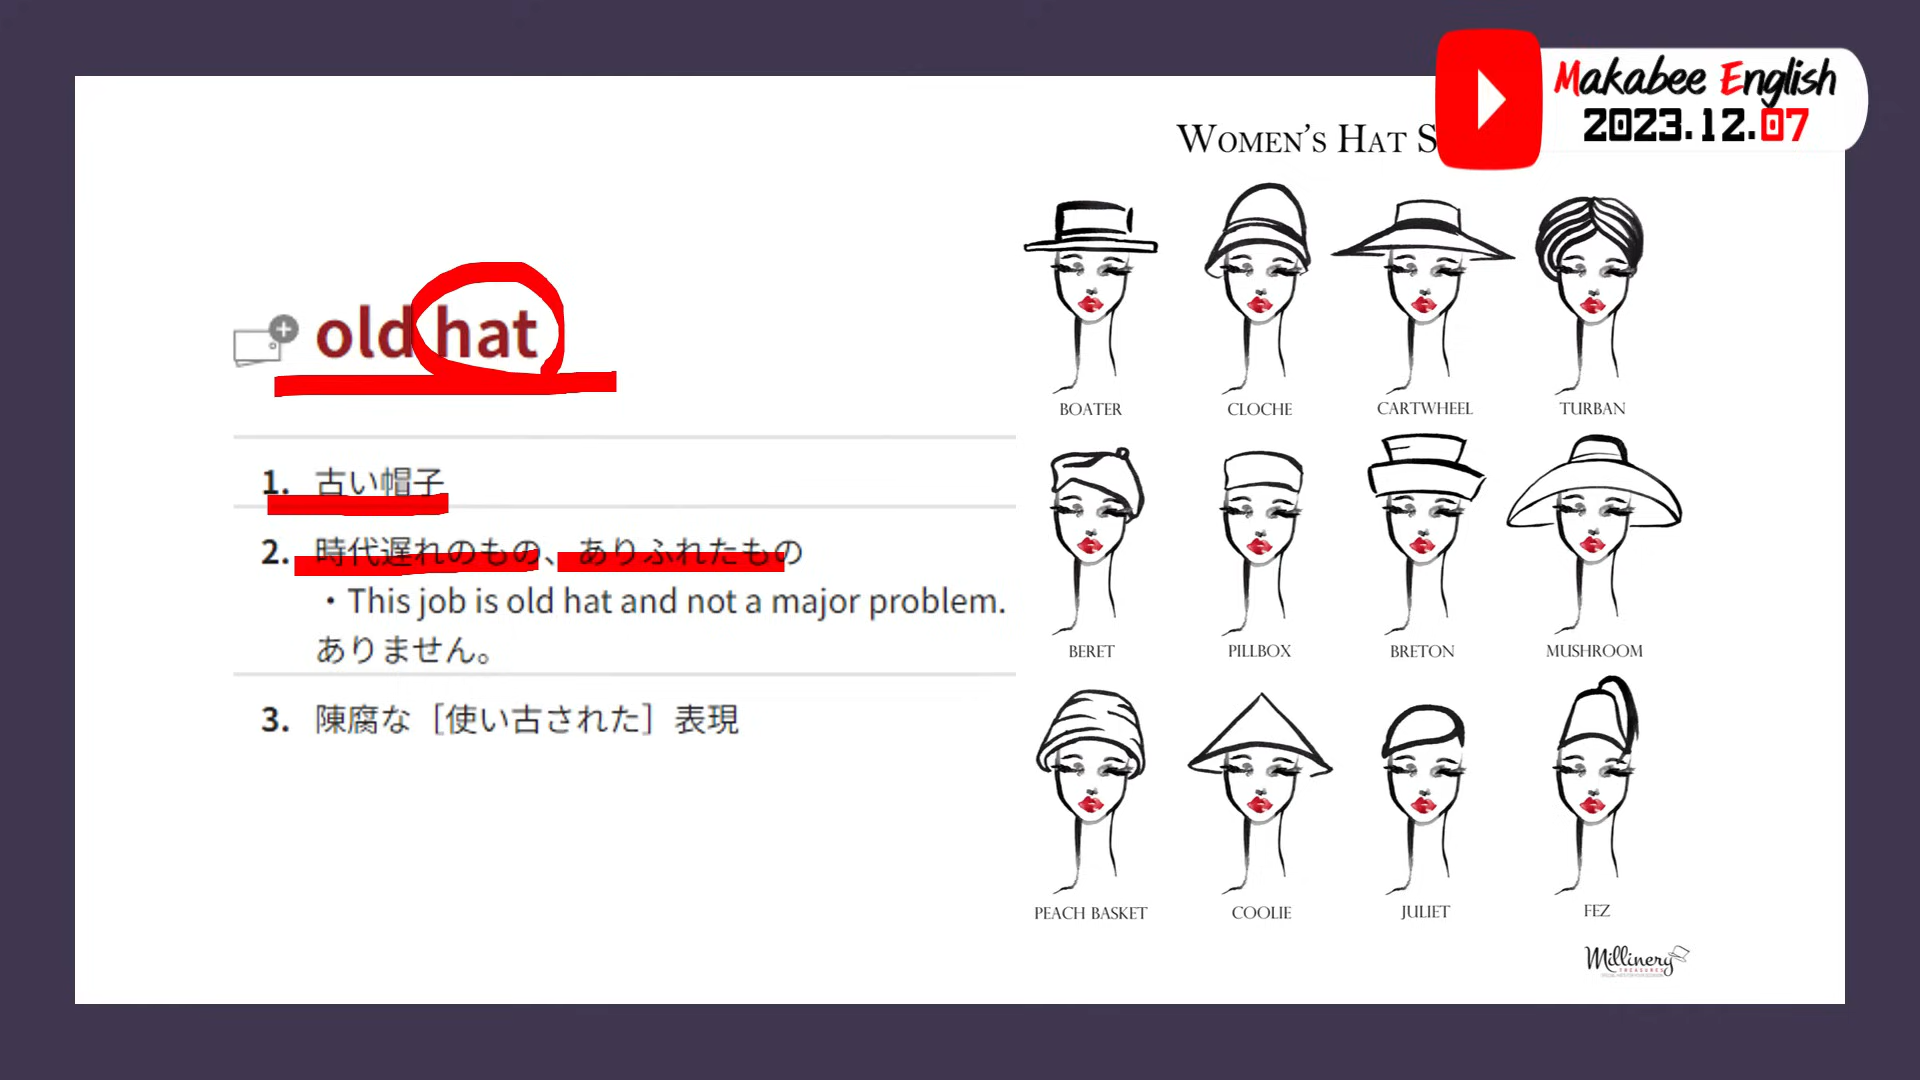 Makabee English
2023.12.07
WOMEN'S HAT S
old hat
1. 古い帽子
2. 時代遅れのもの、ありふれたもの
・This job is old hat and not a major problem.
ありません。
3. 陳腐な［使い古された］表現
BOATER
CLOCHE
CARTWHEEL
TURBAN
BERET
PILLBOX
BRETON
MUSHROOM
PEACH BASKET
COOLIE
JULIET
FEZ
Millinery
TREASURES